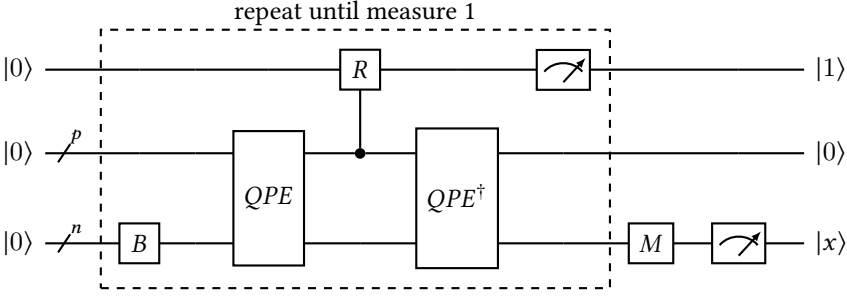 repeat until measure 1
|0⟩ R |1⟩
|0⟩ p |0⟩
QPE QPE†
|0⟩ n B M |x⟩